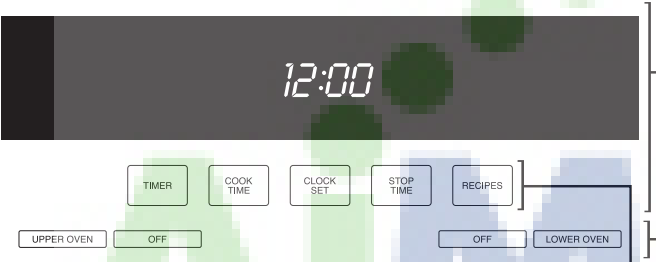 12:00
TIMER
COOK
TIME
CLOCK
SET
STOP
TIME
RECIPES
UPPER OVEN
OFF
OFF
LOWER OVEN